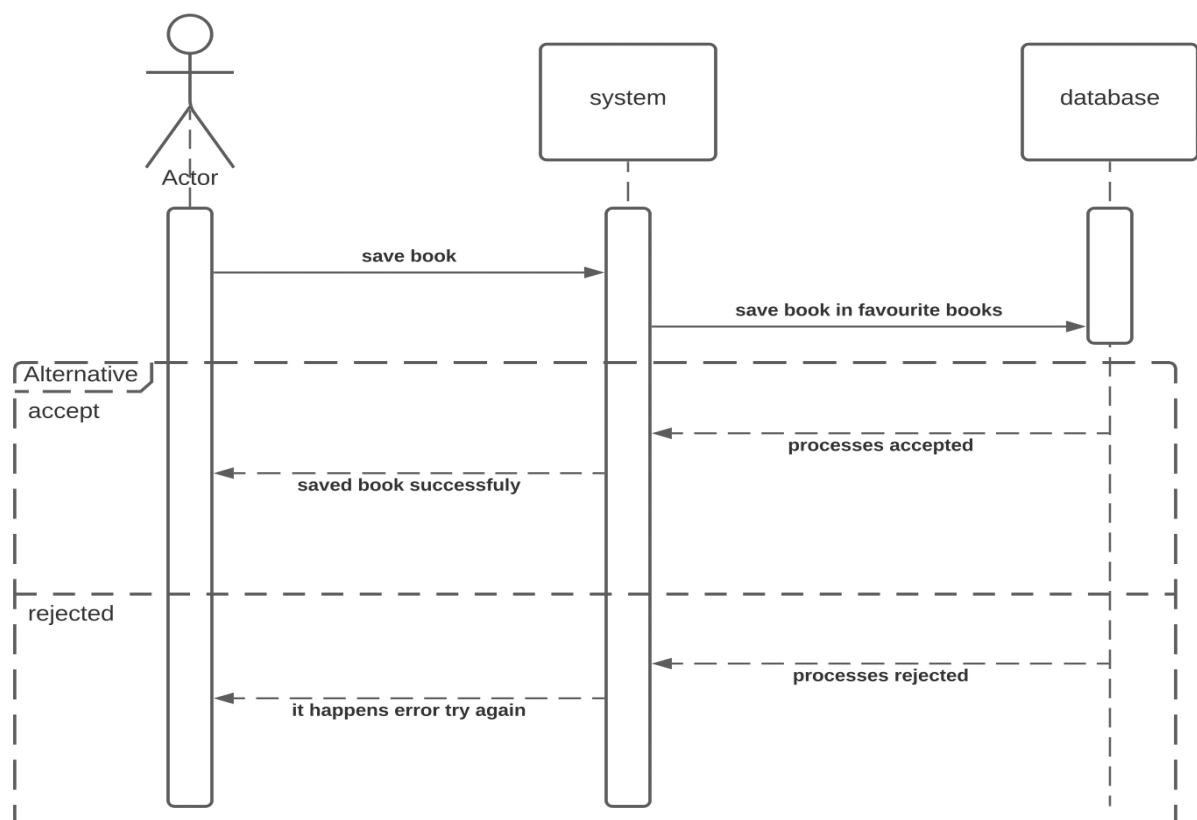 system
database
Actor
save book
save book in favourite books
Alternative
accept
processes accepted
saved book successfuly
rejected
processes rejected
it happens error try again